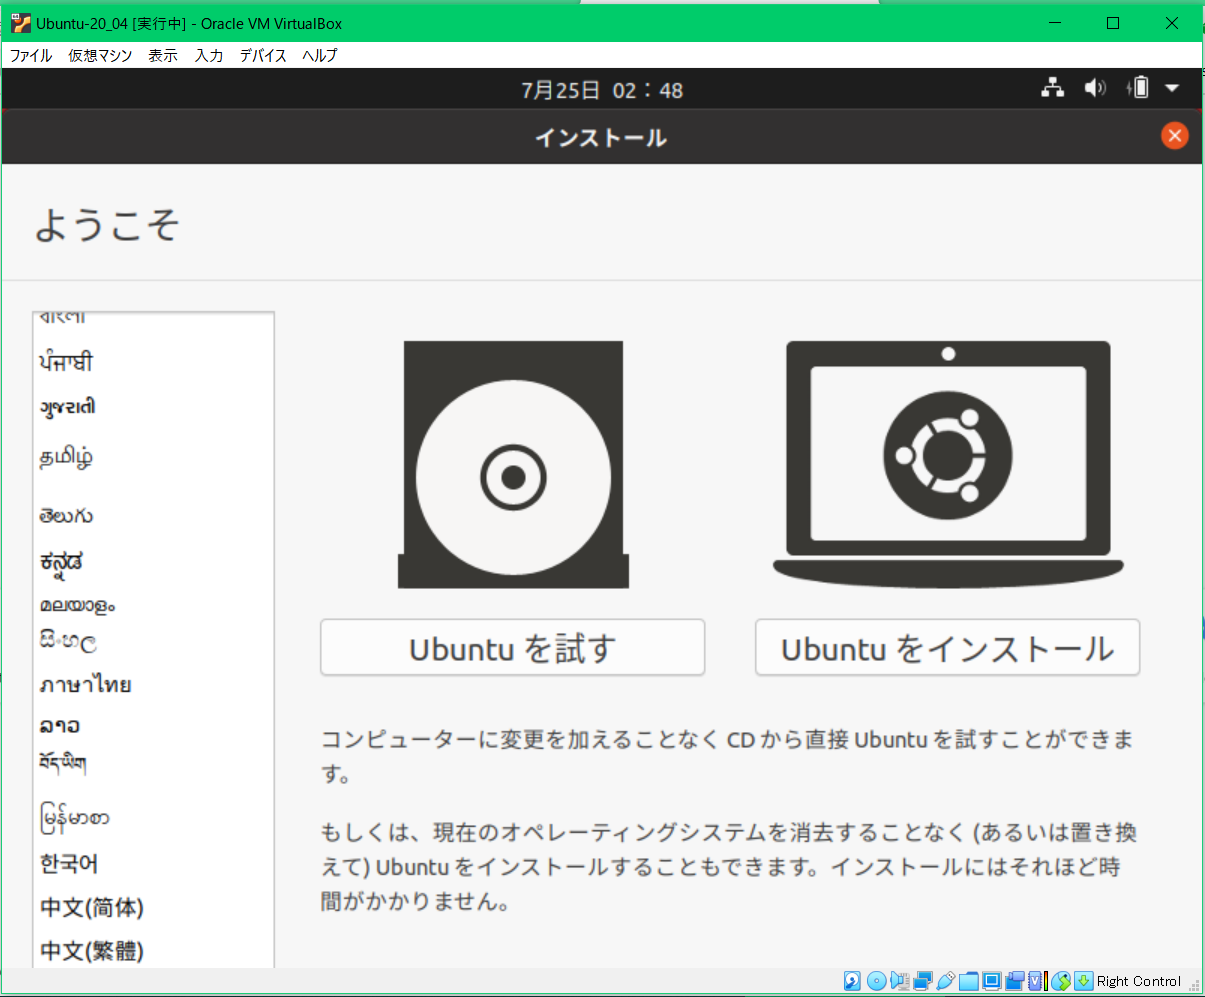 Ubuntu-20_04 [実行中] - Oracle VM VirtualBox
ファイル 仮想マシン 表示 入力 デバイス ヘルプ
7月25日 02：48
インストール
ようこそ
বাংলা
ਪੰਜਾਬੀ
ગુજરાતી
தமிழ்
తెలుగు
ಕನ್ನಡ
മലയാളം
සිංහල
ภาษาไทย
ລາວ
བོད་ཡིག
မြန်မာစာ
한국어
中文(简体)
中文(繁體)
Ubuntu を試す
Ubuntu をインストール
コンピューターに変更を加えることなく CD から直接 Ubuntu を試すことができま
す。
もしくは、現在のオペレーティングシステムを消去することなく (あるいは置き換
えて) Ubuntu をインストールすることもできます。インストールにはそれほど時
間がかかりません。
Right Control